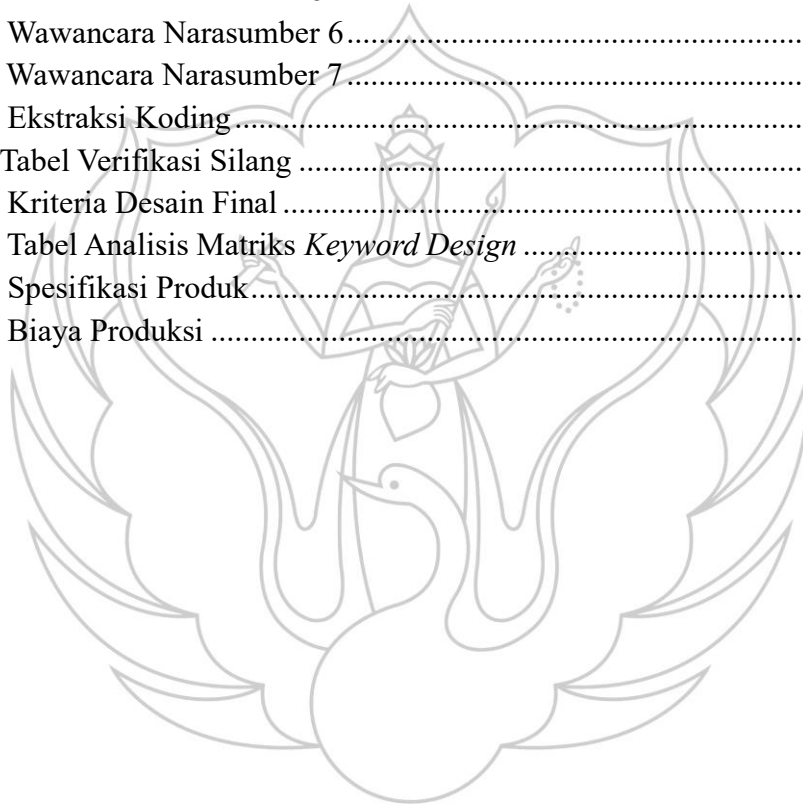 Wawancara Narasumber 6........................................................
Wawancara Narasumber 7........................................................
Ekstraksi Koding......................................................................
Tabel Verifikasi Silang ..............................................................
Kriteria Desain Final ................................................................
Tabel Analisis Matriks Keyword Design ..................................
Spesifikasi Produk....................................................................
Biaya Produksi .........................................................................